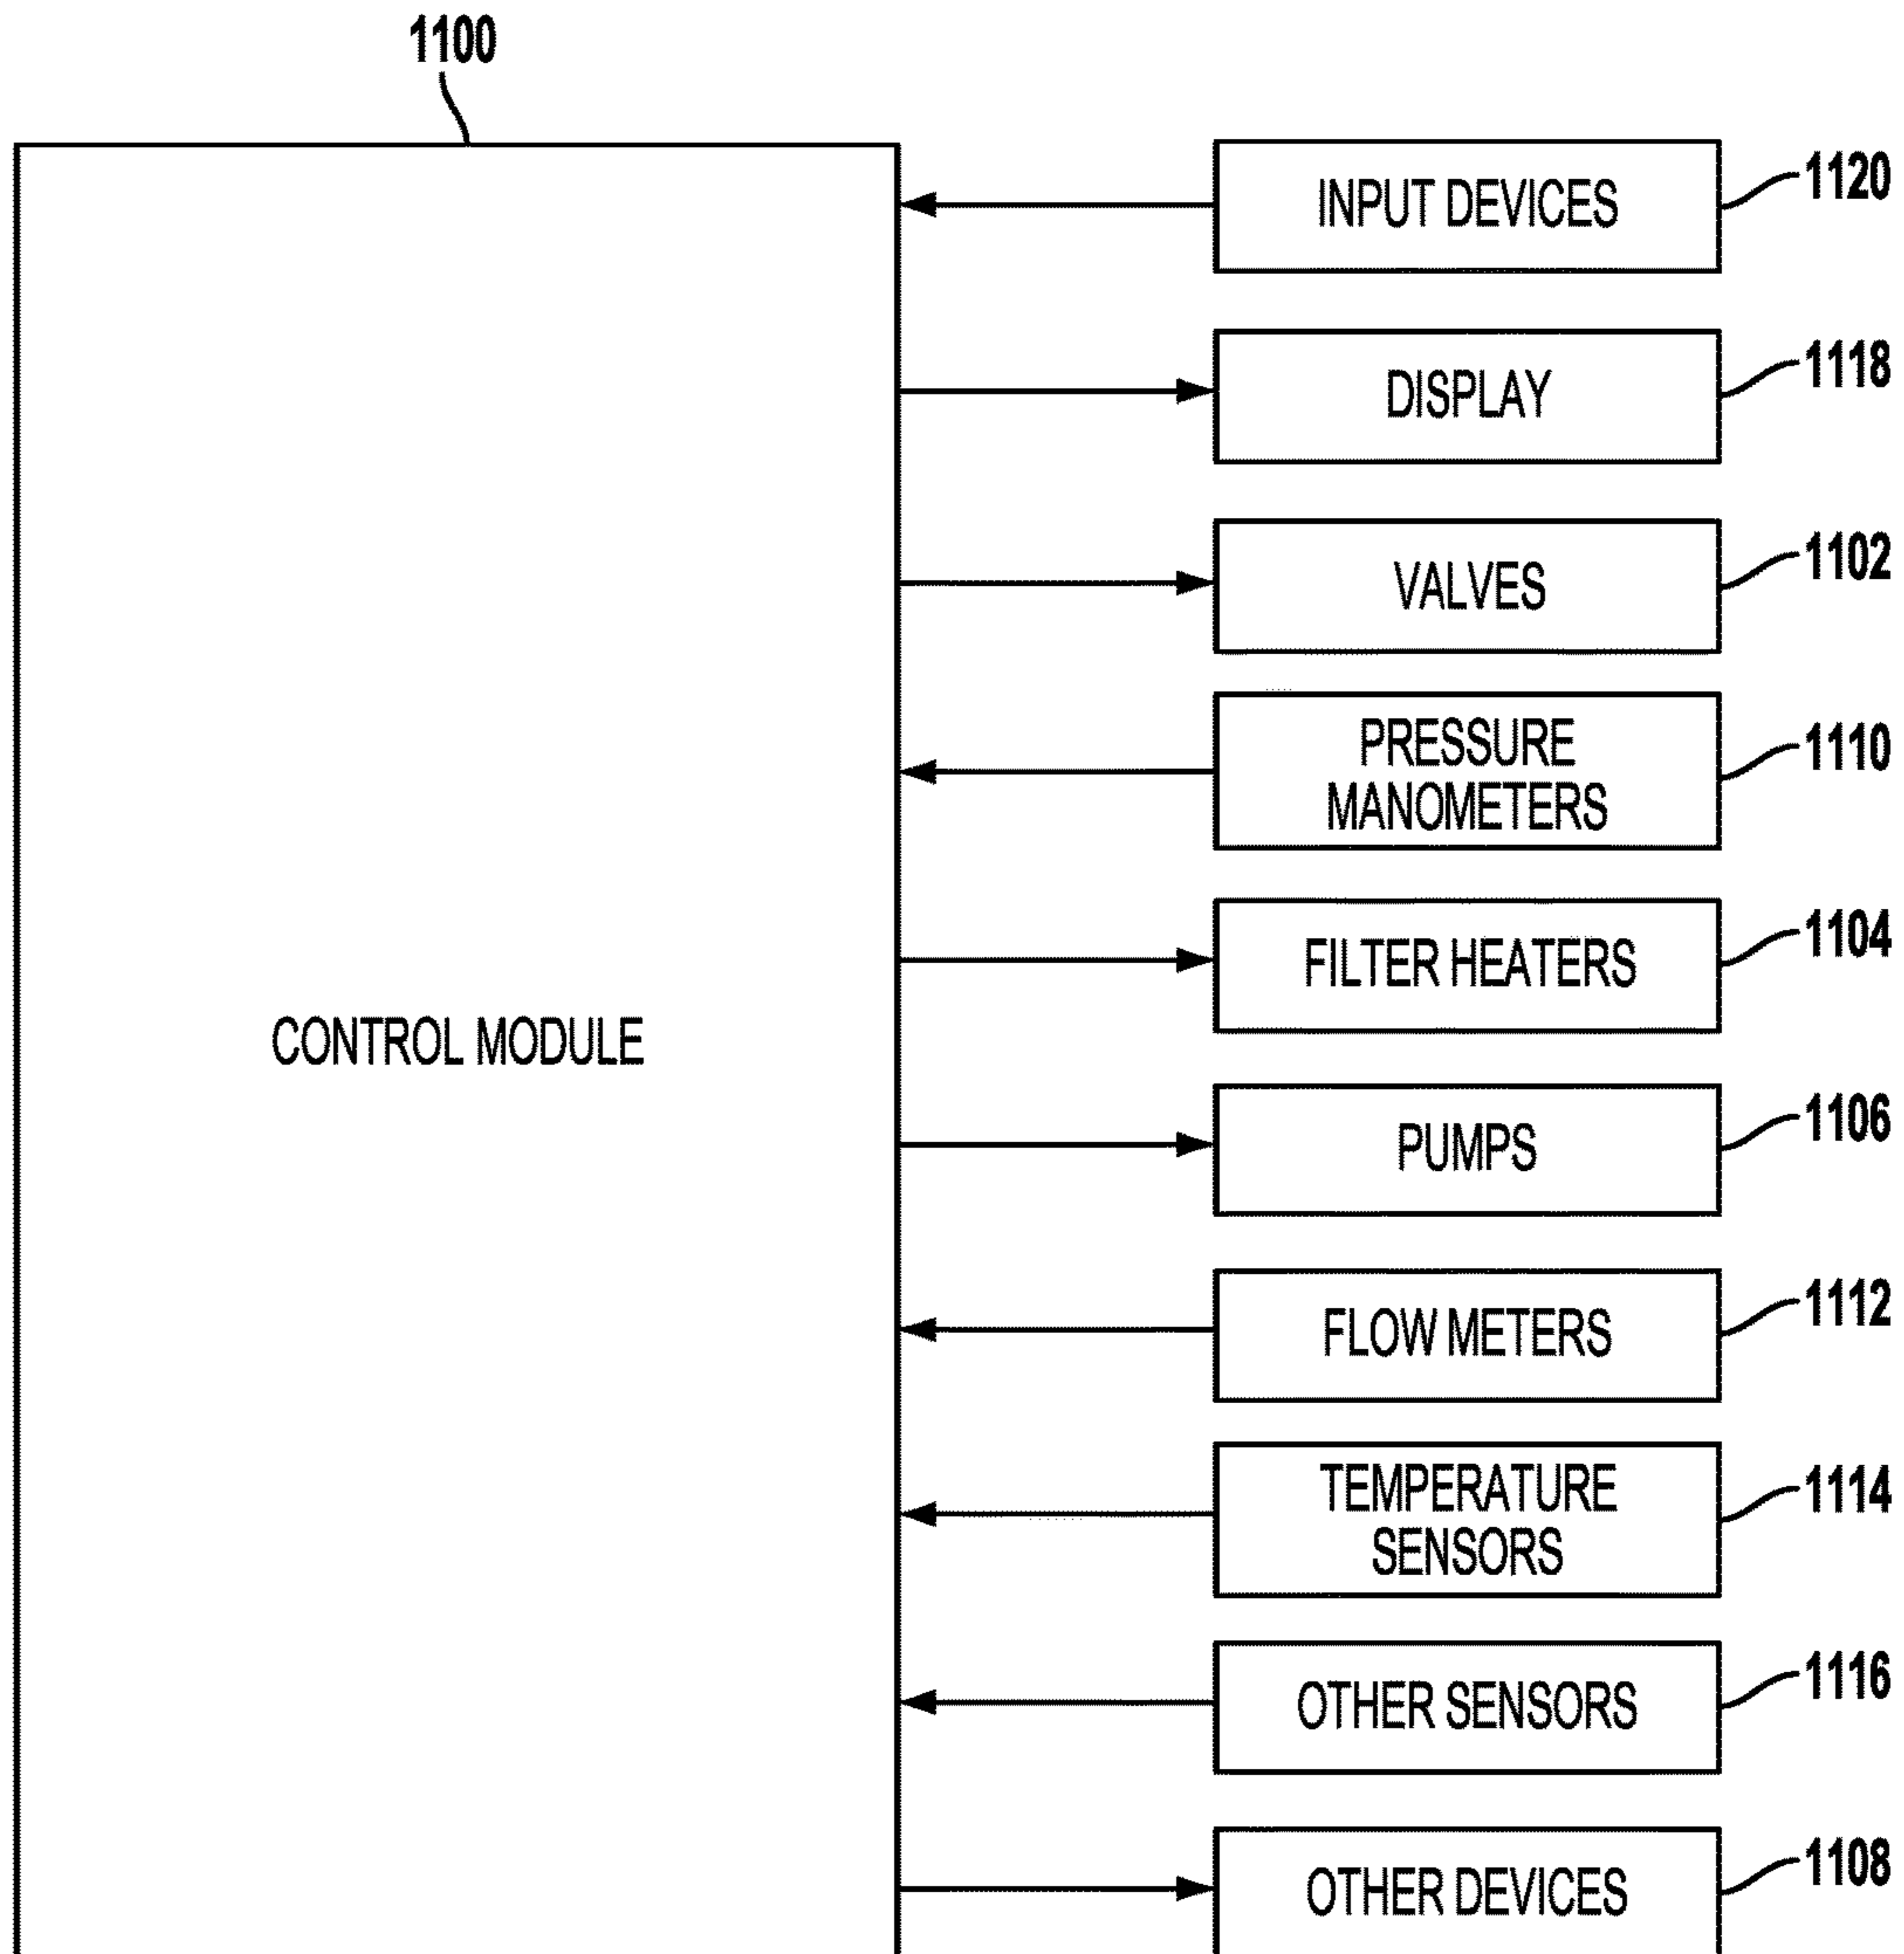 1100
INPUT DEVICES
1120
DISPLAY
1118
VALVES
1102
PRESSURE
MANOMETERS
1110
FILTER HEATERS
1104
CONTROL MODULE
PUMPS
1106
FLOW METERS
1112
TEMPERATURE
SENSORS
1114
OTHER SENSORS
1116
OTHER DEVICES
1108